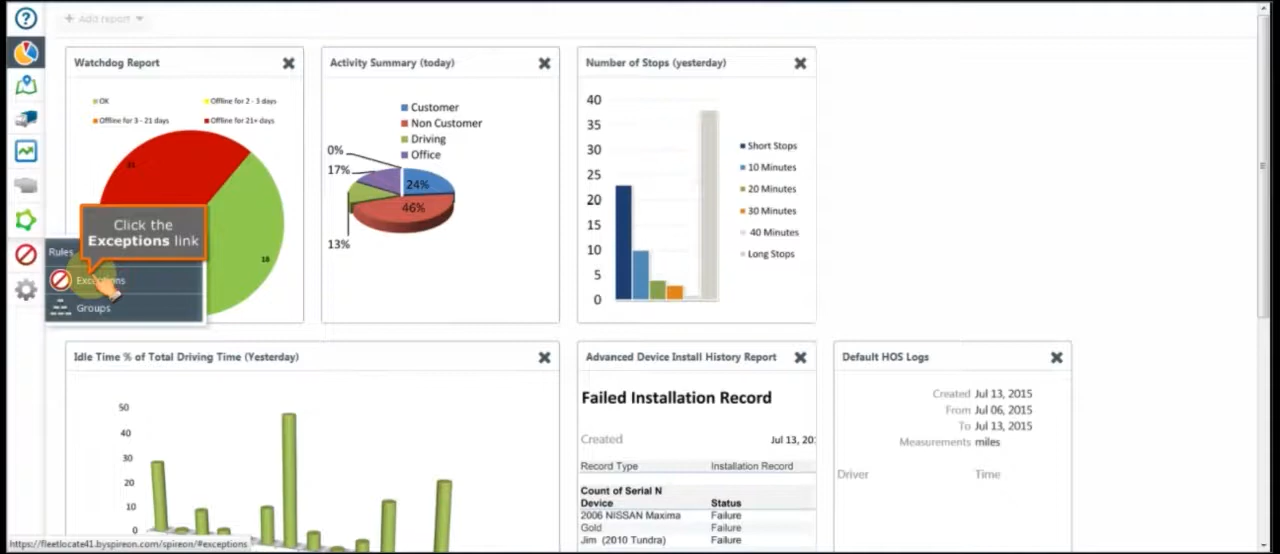 Add report
Watchdog Report
OK
Offline for 2 - 3 days
Offline for 3 - 21 days
Offline for 21+ days
18
Click the
Exceptions link
Rules
Exceptions
Groups
Activity Summary (today)
Customer
Non Customer
Driving
Office
0%
17%
24%
46%
13%
Number of Stops (yesterday)
40
35
30
25
20
15
10
5
0
Short Stops
10 Minutes
20 Minutes
30 Minutes
40 Minutes
Long Stops
Idle Time % of Total Driving Time (Yesterday)
50
40
30
20
10
0
Advanced Device Install History Report
Failed Installation Record
Created Jul 13, 20
Record Type Installation Record
Count of Serial N
Device Status
2006 NISSAN Maxima Failure
Gold Failure
Jim (2010 Tundra) Failure
Default HOS Logs
Created Jul 13, 2015
From Jul 06, 2015
To Jul 13, 2015
Measurements miles
Driver Time
https://fleetlocate41.byspireon.com/spireon/#exceptions